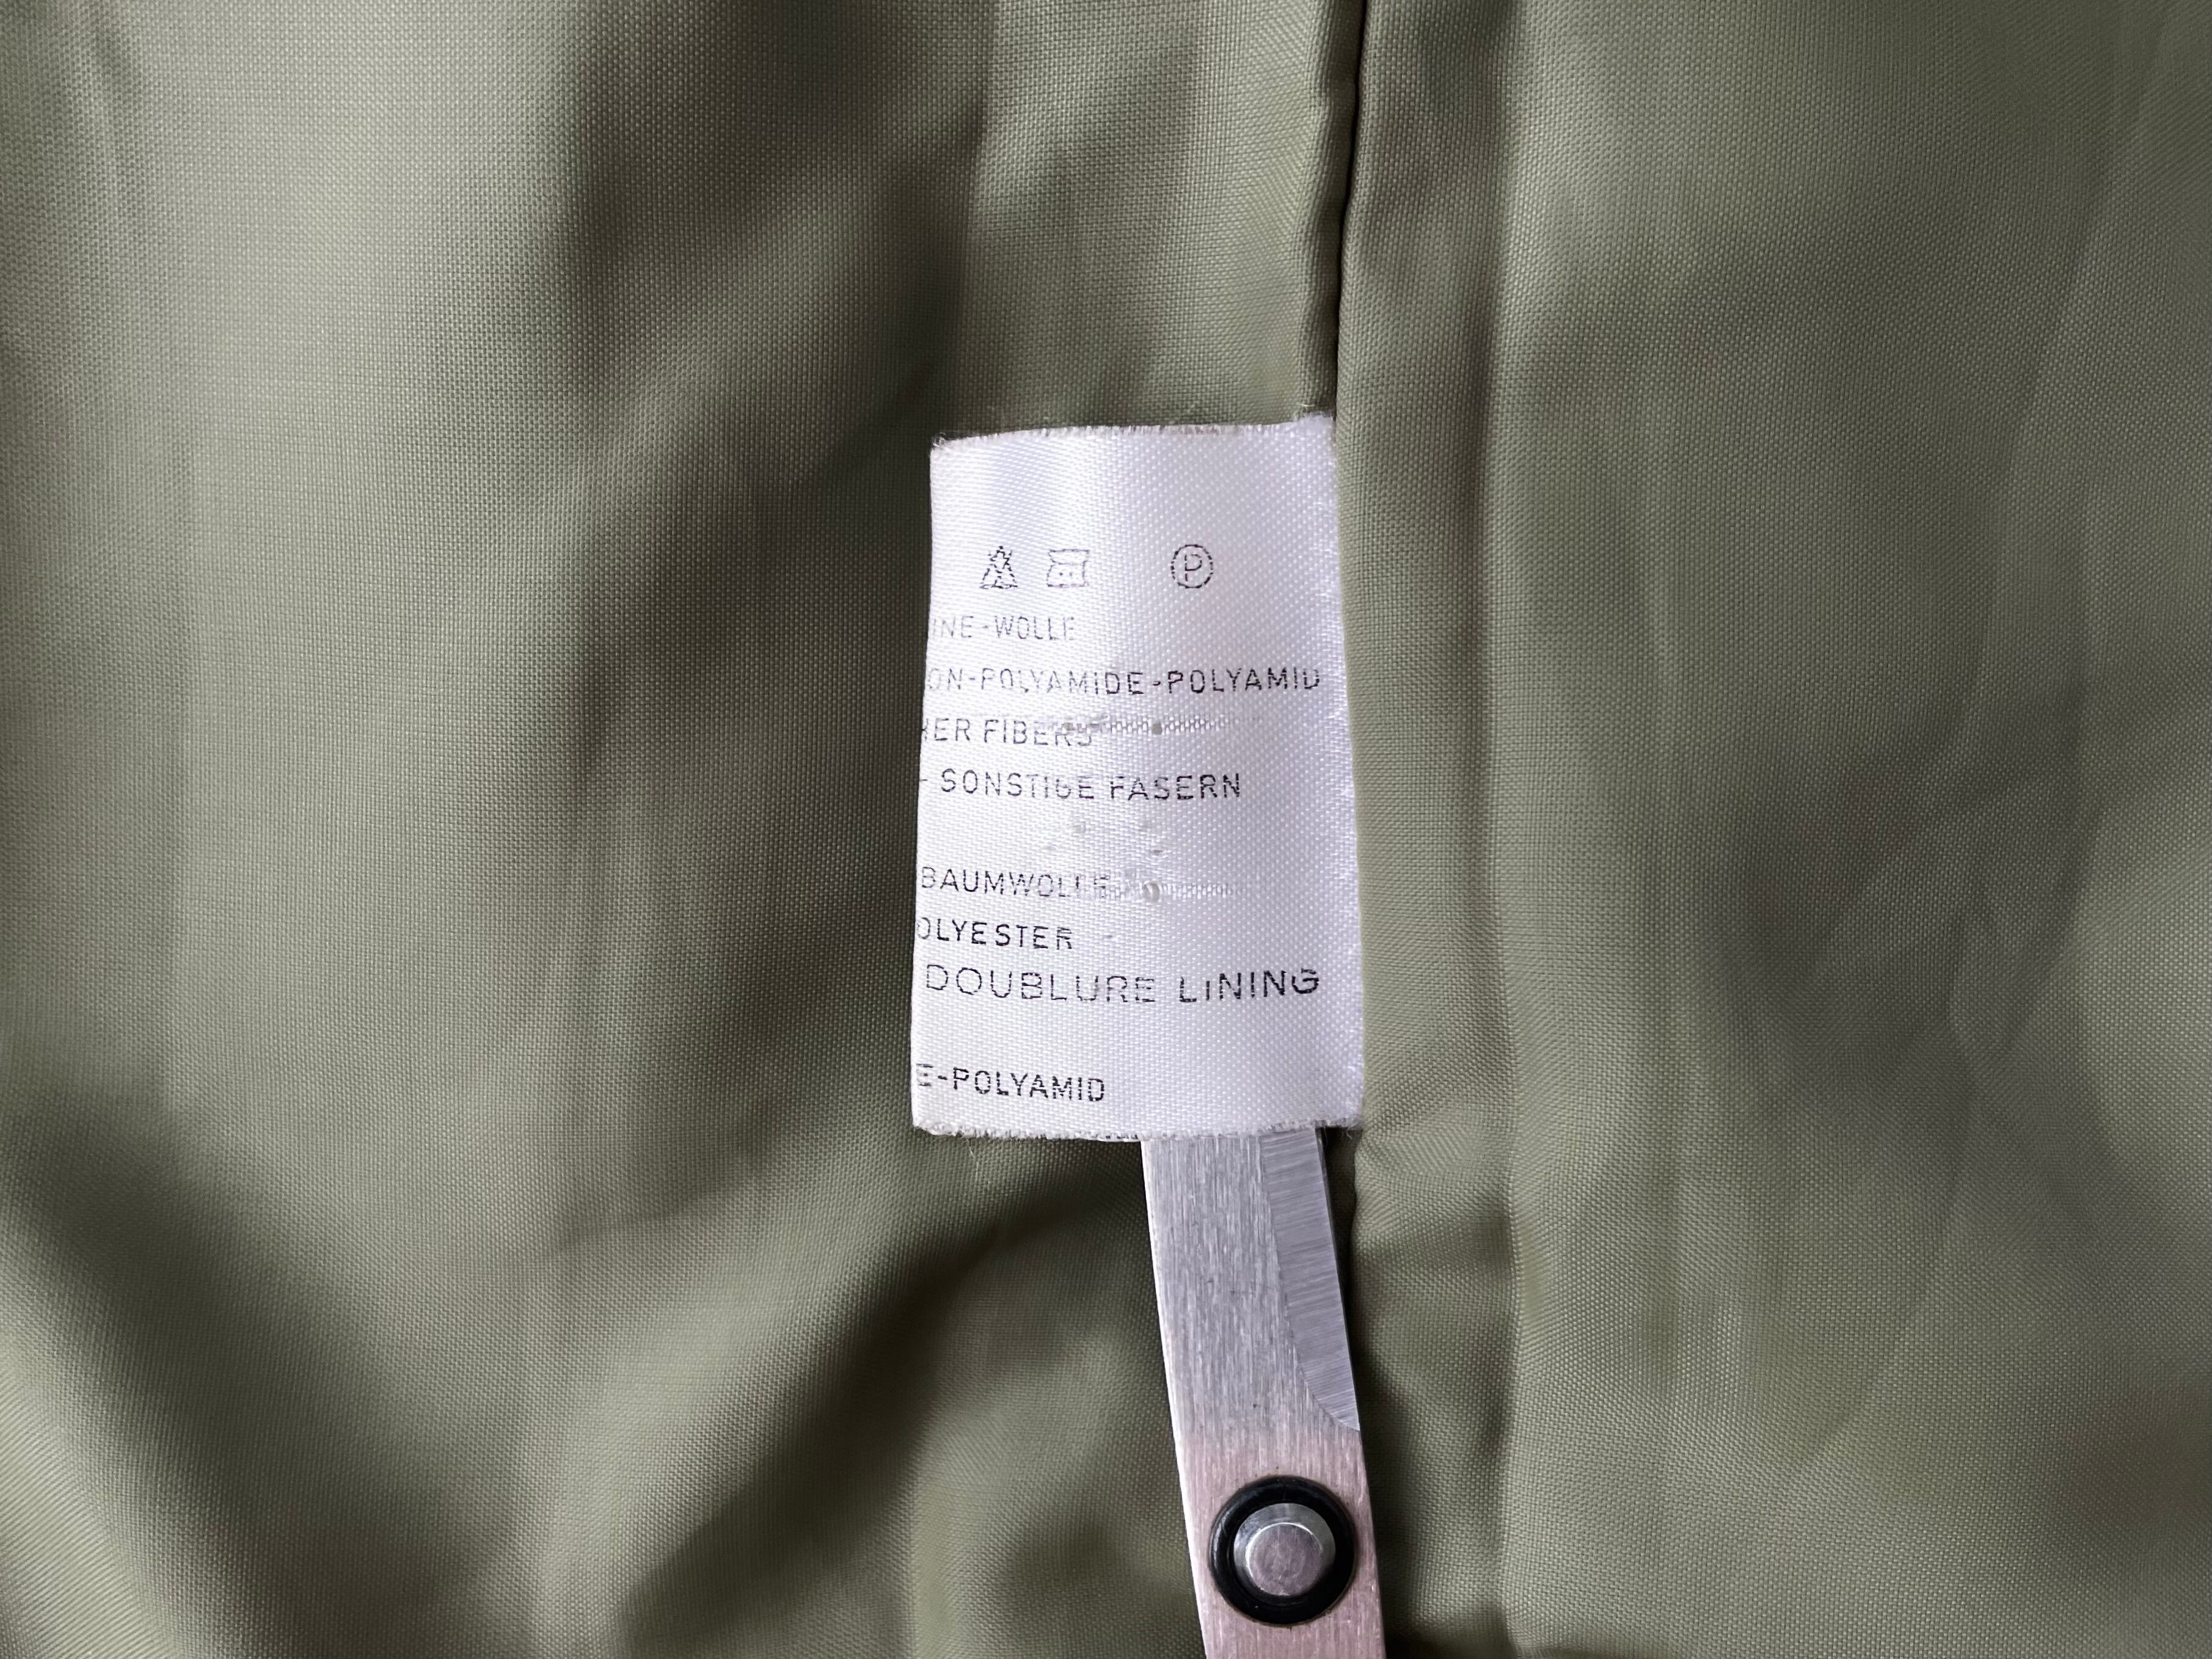 P
INE-WOLLE
ON-POLYAMIDE-POLYAMID
HER FIBERS
- SONSTIGE FASERN
BAUMWOLLE
OLYESTER
DOUBLURE LINING
E-POLYAMID